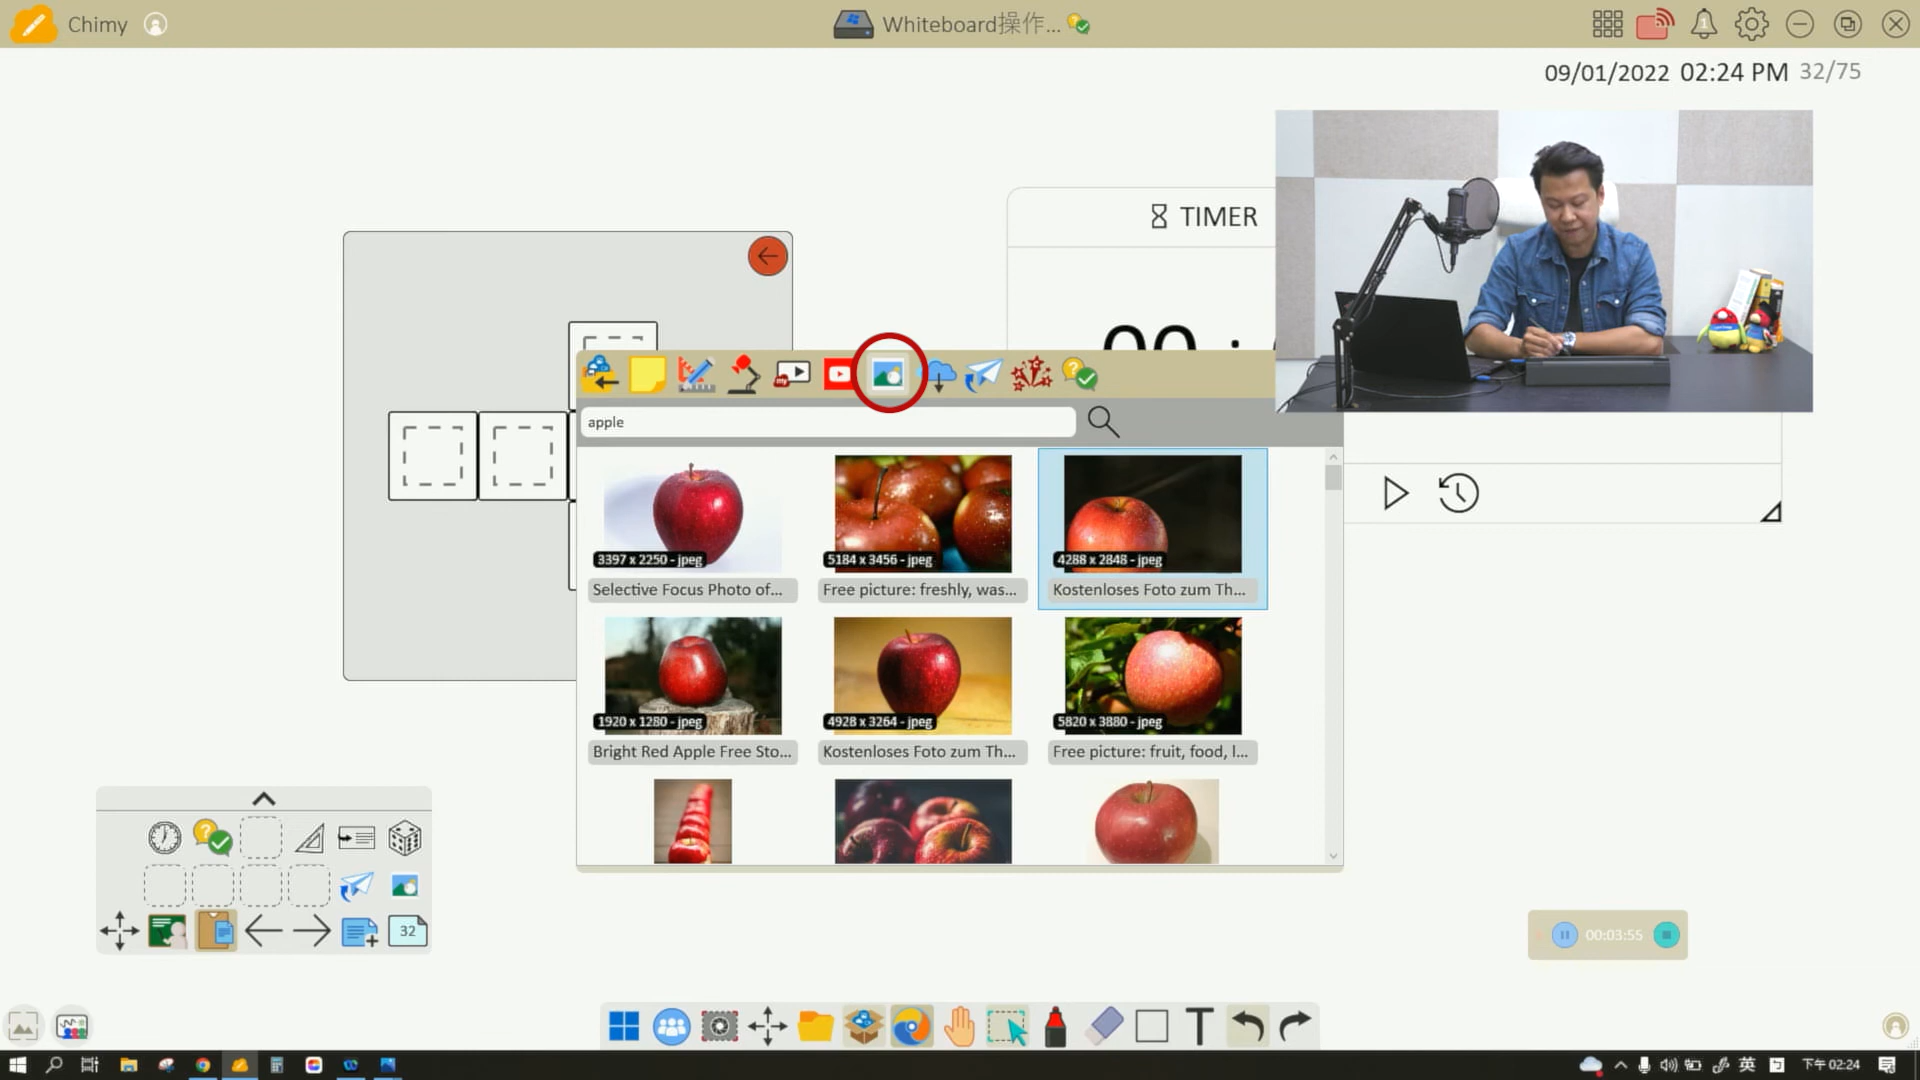 Chimy
Whiteboard操作...
09/01/2022 02:24 PM 32/75
TIMER
apple
3397 x 2250 - jpeg
5184 x 3456 - jpeg
4288 x 2848 - jpeg
Selective Focus Photo of...
Free picture: freshly, was...
Kostenloses Foto zum Th...
1920 x 1280 - jpeg
4928 x 3264 - jpeg
5820 x 3880 - jpeg
Bright Red Apple Free Sto...
Kostenloses Foto zum Th...
Free picture: fruit, food, l...
32
00:03:55
T
英
下午 02:24